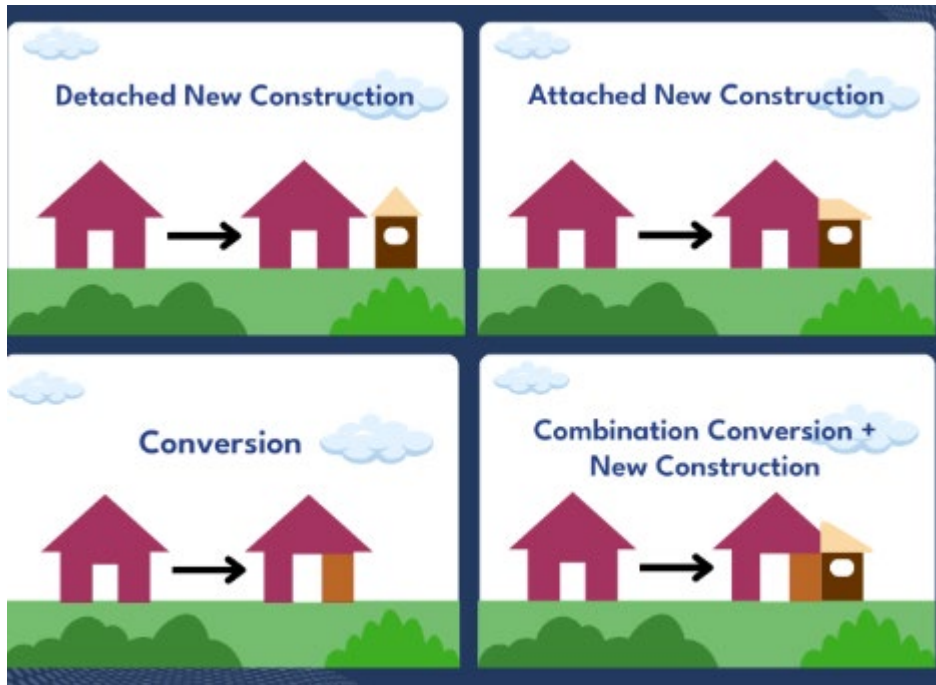 Detached New Construction
Attached New Construction
Conversion
Combination Conversion +
New Construction